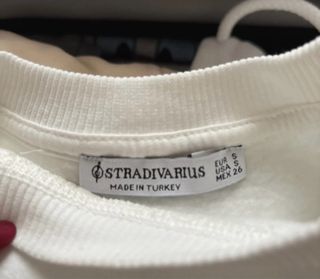 STRADIVARIUS
MADE IN TURKEY
EUR S
USA S
MEX 26